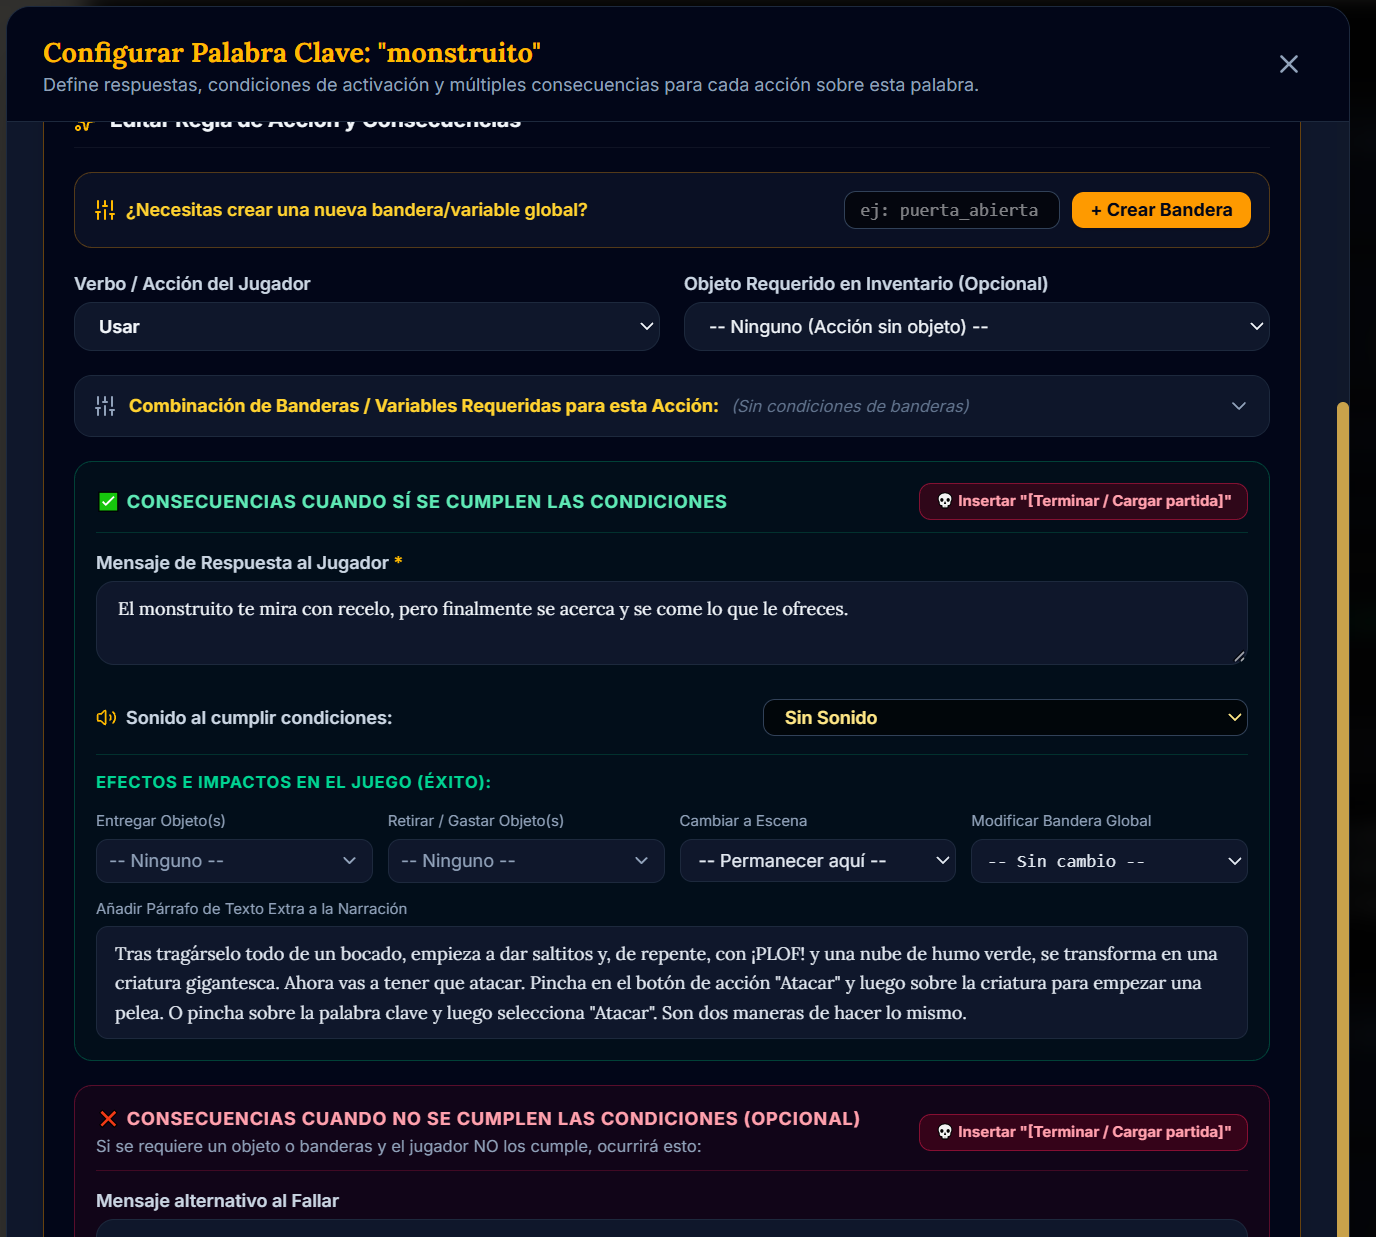 Configurar Palabra Clave: "monstruito"
Define respuestas, condiciones de activación y múltiples consecuencias para cada acción sobre esta palabra.
Editar Regla de Acción y Consecuencias
¿Necesitas crear una nueva bandera/variable global?
ej: puerta_abierta
+ Crear Bandera
Verbo / Acción del Jugador
Objeto Requerido en Inventario (Opcional)
Usar
-- Ninguno (Acción sin objeto) --
Combinación de Banderas / Variables Requeridas para esta Acción: (Sin condiciones de banderas)
CONSECUENCIAS CUANDO SÍ SE CUMPLEN LAS CONDICIONES
Insertar "[Terminar / Cargar partida]"
Mensaje de Respuesta al Jugador *
El monstruito te mira con recelo, pero finalmente se acerca y se come lo que le ofreces.
Sonido al cumplir condiciones:
Sin Sonido
EFECTOS E IMPACTOS EN EL JUEGO (ÉXITO):
Entregar Objeto(s)
Retirar / Gastar Objeto(s)
Cambiar a Escena
Modificar Bandera Global
-- Ninguno --
-- Ninguno --
-- Permanecer aquí --
-- Sin cambio --
Añadir Párrafo de Texto Extra a la Narración
Tras tragárselo todo de un bocado, empieza a dar saltitos y, de repente, con ¡PLOF! y una nube de humo verde, se transforma en una
criatura gigantesca. Ahora vas a tener que atacar. Pincha en el botón de acción "Atacar" y luego sobre la criatura para empezar una
pelea. O pincha sobre la palabra clave y luego selecciona "Atacar". Son dos maneras de hacer lo mismo.
CONSECUENCIAS CUANDO NO SE CUMPLEN LAS CONDICIONES (OPCIONAL)
Si se requiere un objeto o banderas y el jugador NO los cumple, ocurrirá esto:
Insertar "[Terminar / Cargar partida]"
Mensaje alternativo al Fallar